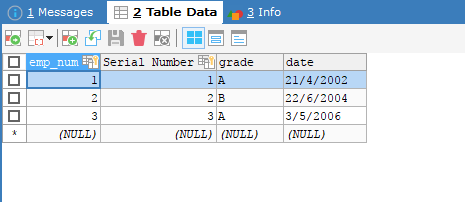 1 Messages 2 Table Data 3 Info
emp_num Serial Number grade date
1 1 A 21/4/2002
2 2 B 22/6/2004
3 3 A 3/5/2006
* (NULL) (NULL) (NULL) (NULL)